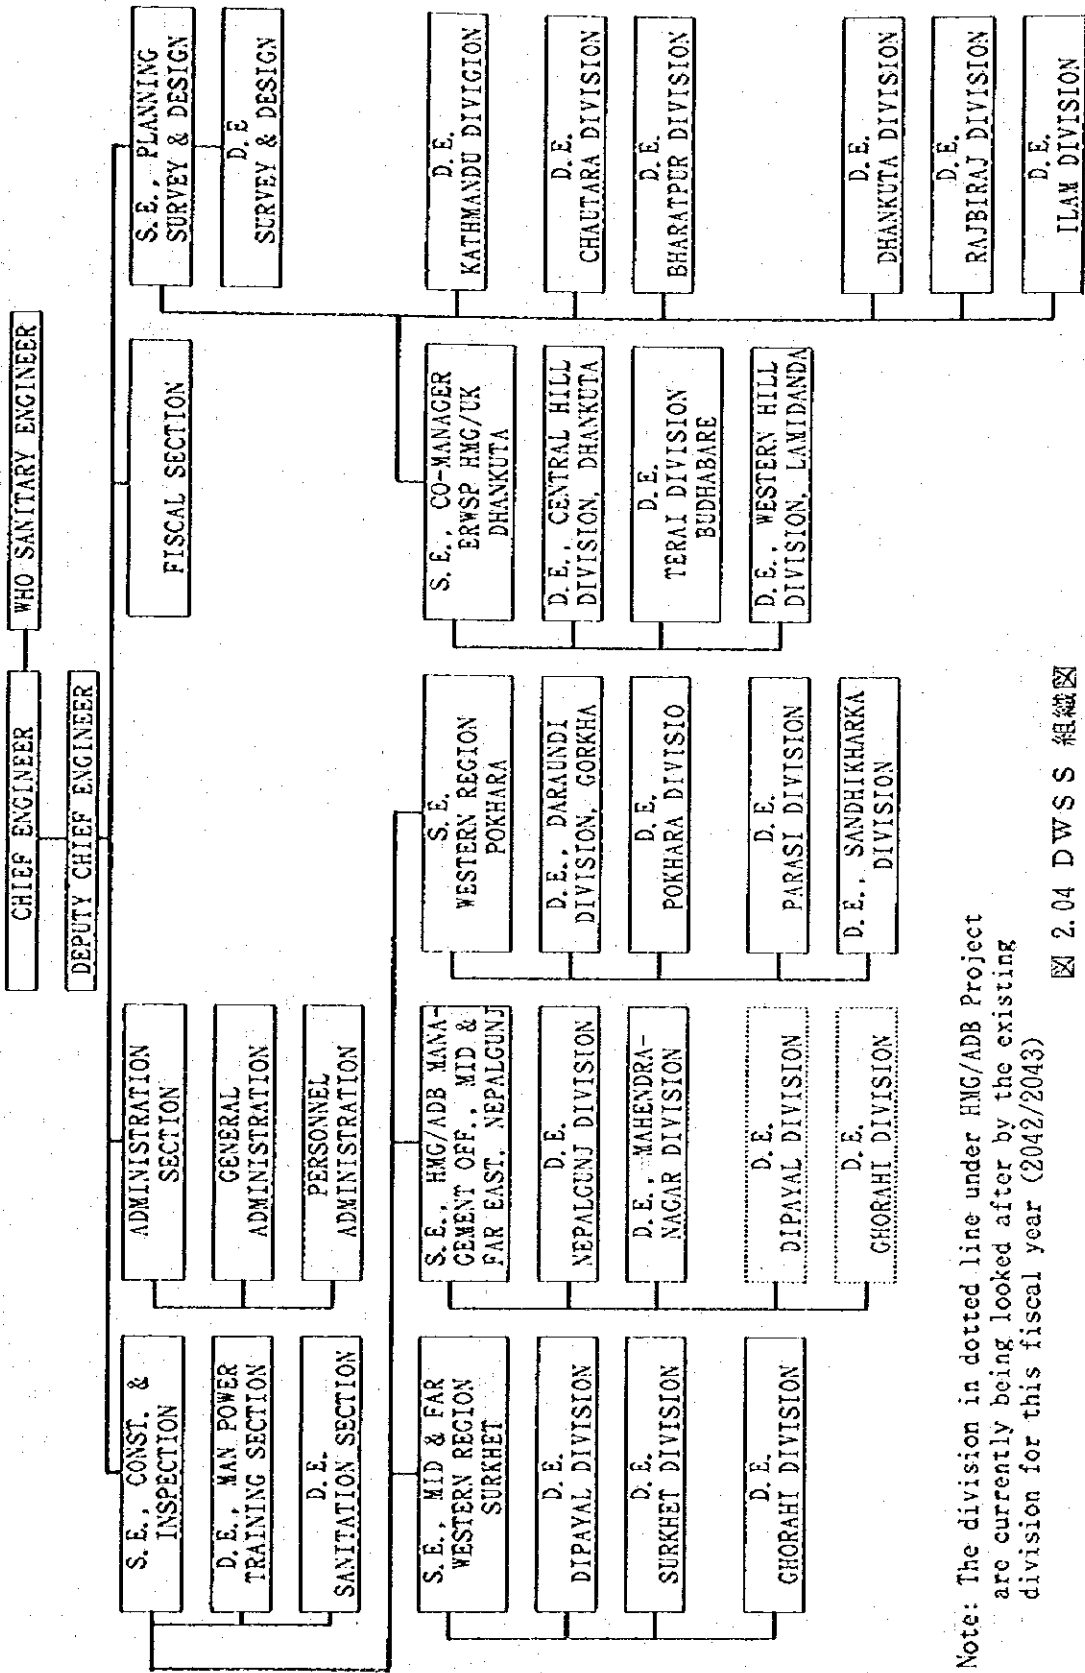 CHIEF ENGINEER
WHO SANITARY ENGINEER
DEPUTY CHIEF ENGINEER
S.E., CONST. &
INSPECTION
D.E., MAN POWER
TRAINING SECTION
D.E.
SANITATION SECTION
ADMINISTRATION
SECTION
GENERAL
ADMINISTRATION
PERSONNEL
ADMINISTRATION
FISCAL SECTION
S.E., PLANNING
SURVEY & DESIGN
D.E
SURVEY & DESIGN
S.E., MID & FAR
WESTERN REGION
SURKHET
D.E.
DIPAYAL DIVISION
D.E.
SURKHET DIVISION
D.E.
GHORAHI DIVISION
S.E., HMG/ADB MANA-
GEMENT OFF., MID &
FAR EAST, NEPALGUNJ
D.E.
NEPALGUNJ DIVISION
D.E., MAHENDRA-
NAGAR DIVISION
D.E.
DIPAYAL DIVISION
D.E.
GHORAHI DIVISION
S.E.
WESTERN REGION
POKHARA
D.E., DARAUNDI
DIVISION, GORKHA
D.E.
POKHARA DIVISIO
D.E.
PARASI DIVISION
D.E., SANDHIKHARKA
DIVISION
S.E., CO-MANAGER
ERWSP HMG/UK
DHANKUTA
D.E., CENTRAL HILL
DIVISION, DHANKUTA
D.E.
TERAI DIVISION
BUDHABARE
D.E., WESTERN HILL
DIVISION, LAMIDANDA
D.E.
KATHMANDU DIVIGION
D.E.
CHAUTARA DIVISION
D.E.
BHARATPUR DIVISION
D.E.
DHANKUTA DIVISION
D.E.
RAJBIRAJ DIVISION
D.E.
ILAM DIVISION
Note: The division in dotted line under HMG/ADB Project
are currently being looked after by the existing
division for this fiscal year (2042/2043)
図 2.04 DWSS 組織図